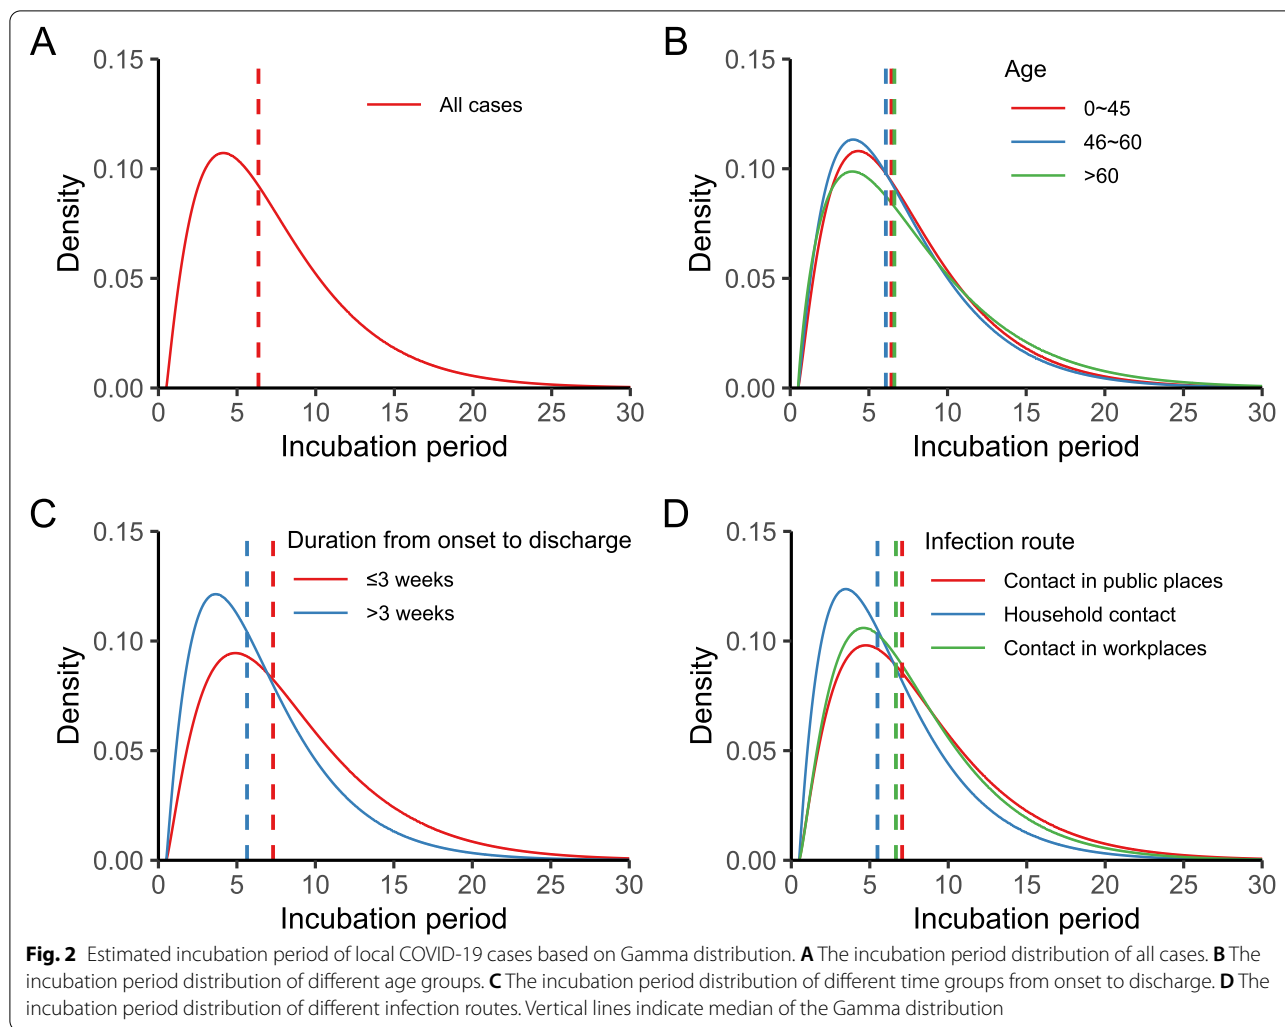 A
0.15
0.10
0.05
0.00
Density
0 5 10 15 20 25 30
Incubation period
All cases
B
0.15
0.10
0.05
0.00
Density
0 5 10 15 20 25 30
Incubation period
Age
0~45
46~60
>60
C
0.15
0.10
0.05
0.00
Density
0 5 10 15 20 25 30
Incubation period
Duration from onset to discharge
≤3 weeks
>3 weeks
D
0.15
0.10
0.05
0.00
Density
0 5 10 15 20 25 30
Incubation period
Infection route
Contact in public places
Household contact
Contact in workplaces
Fig. 2 Estimated incubation period of local COVID-19 cases based on Gamma distribution. A The incubation period distribution of all cases. B The
incubation period distribution of different age groups. C The incubation period distribution of different time groups from onset to discharge. D The
incubation period distribution of different infection routes. Vertical lines indicate median of the Gamma distribution